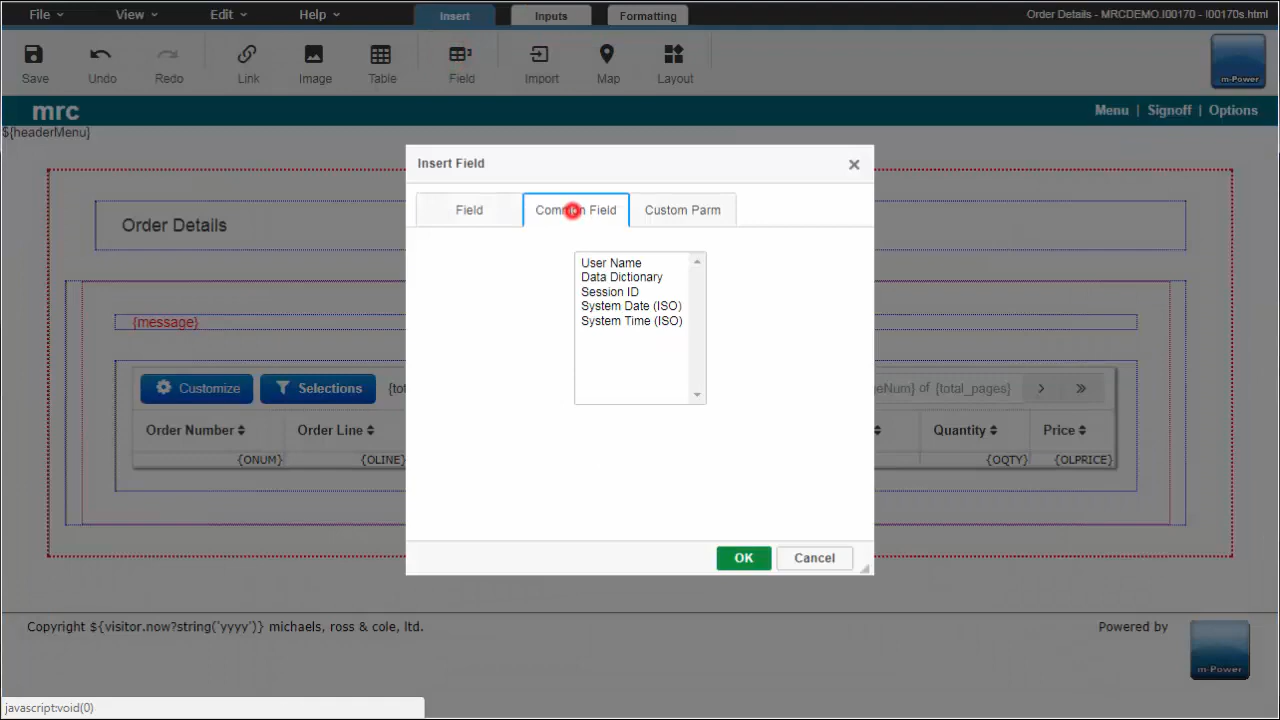 File View Edit Help Insert Inputs Formatting Order Details - MRCDEMO.I00170 - I00170s.html
Save Undo Redo Link Image Table Field Import Map Layout m-Power
mrc Menu | Signoff | Options
${headerMenu}
Insert Field
Field Common Field Custom Parm
Order Details
User Name
Data Dictionary
Session ID
System Date (ISO)
System Time (ISO)
{message}
Customize Selections {to of {total_pages}
Order Number Order Line Quantity Price
{ONUM} {OLINE} {OQTY} {OLPRICE}
OK Cancel
Copyright ${visitor.now?string('yyyy')} michaels, ross & cole, ltd. Powered by
m-Power
javascript:void(0)